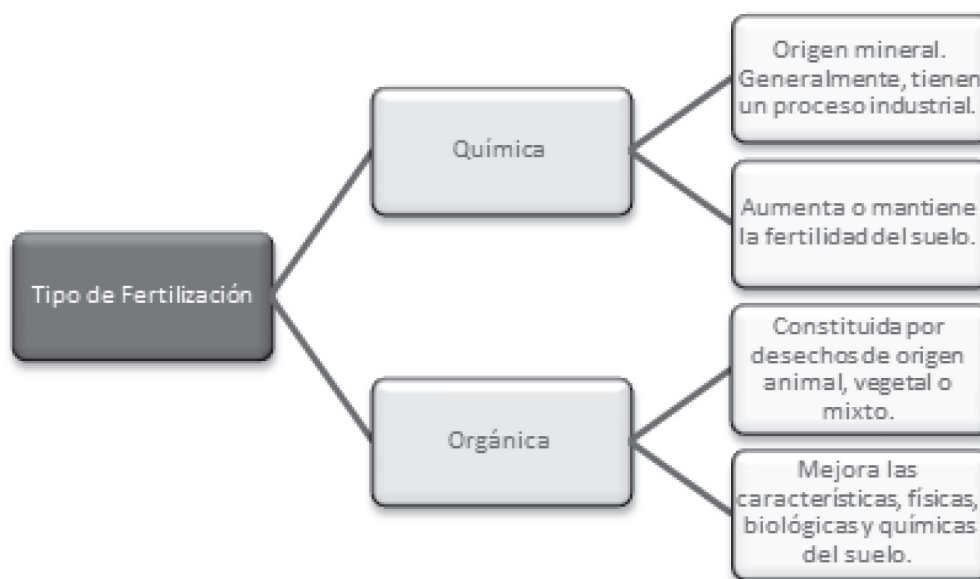 Tipo de Fertilización
Química
Origen mineral.
Generalmente, tienen
un proceso industrial.
Aumenta o mantiene
la fertilidad del suelo.
Orgánica
Constituida por
desechos de origen
animal, vegetal o
mixto.
Mejora las
características, físicas,
biológicas y químicas
del suelo.